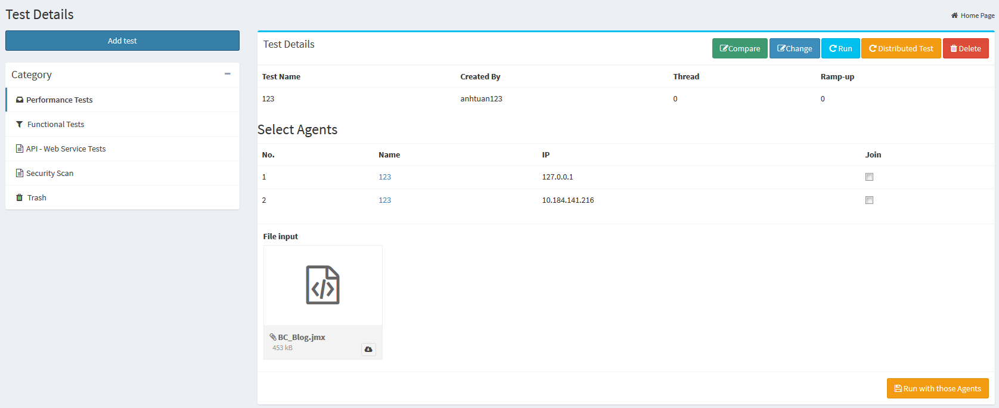 Test Details
Home Page
Add test
Category
Performance Tests
Functional Tests
API - Web Service Tests
Security Scan
Trash
Test Details
Compare Change Run Distributed Test Delete
Test Name Created By Thread Ramp-up
123 anhtuan123 0 0
Select Agents
No. Name IP Join
1 123 127.0.0.1
2 123 10.184.141.216
File input
BC_Blog.jmx
453 kB
Run with those Agents